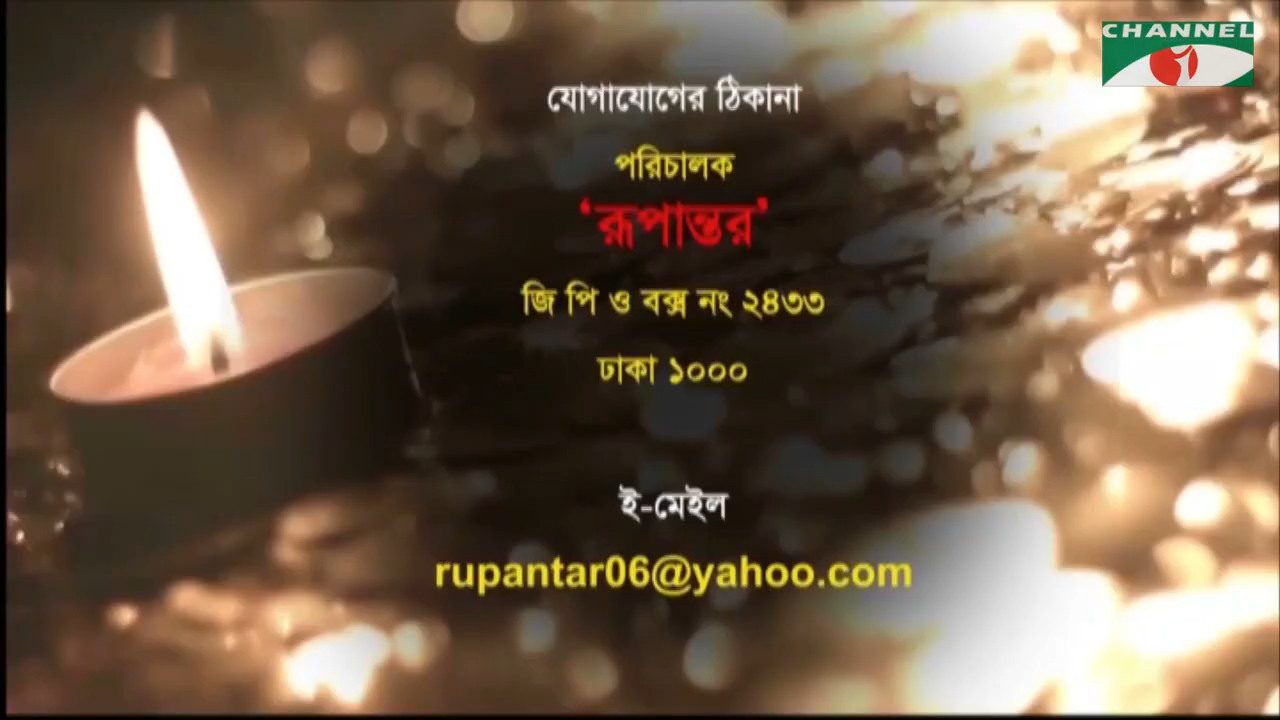 CHANNEL
যোগাযোগের ঠিকানা
পরিচালক
‘রূপান্তর’
জি পি ও বক্স নং ২৪৩৩
ঢাকা ১০০০
ই-মেইল
rupantar06@yahoo.com